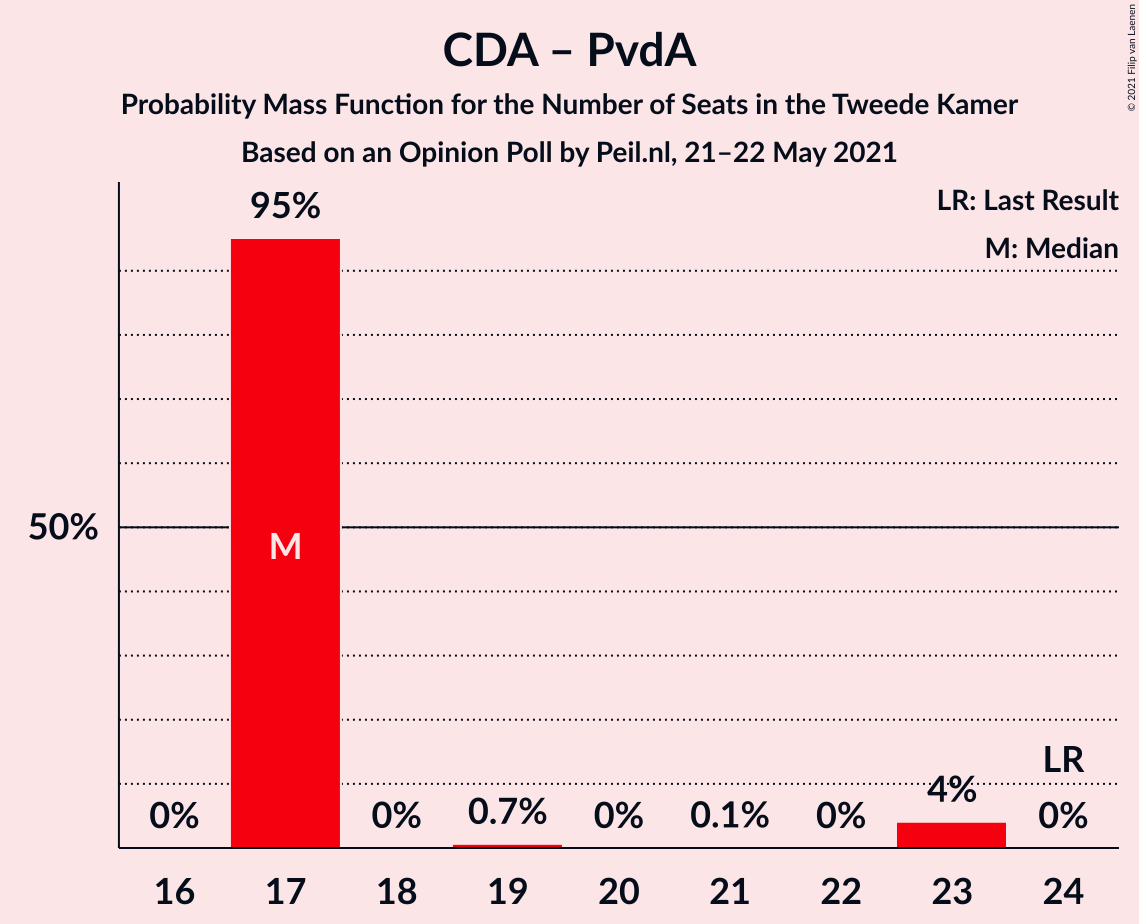 CDA – PvdA
Probability Mass Function for the Number of Seats in the Tweede Kamer
Based on an Opinion Poll by Peil.nl, 21–22 May 2021
© 2021 Filip van Laenen
LR: Last Result
M: Median
95%
50%
M
LR
0%
0%
0.7%
0%
0.1%
0%
4%
0%
16 17 18 19 20 21 22 23 24